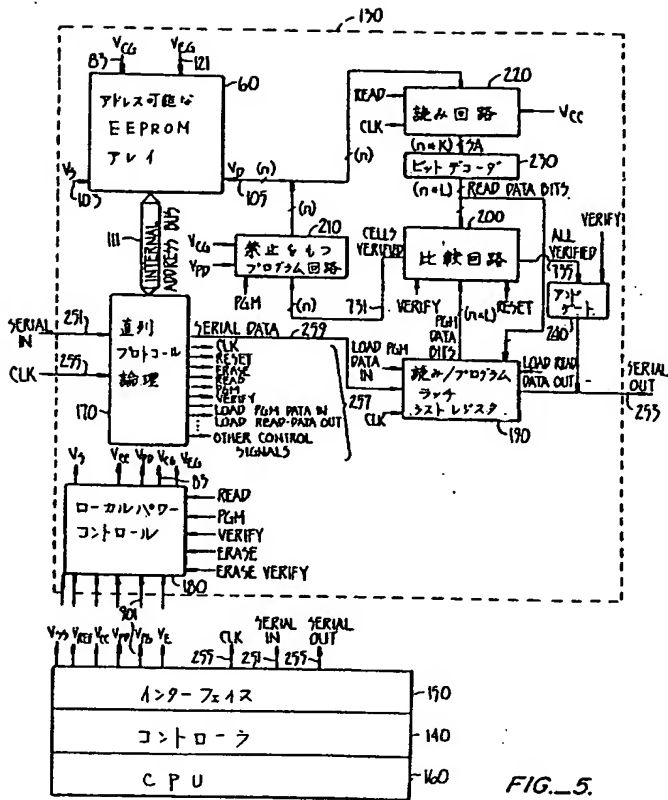 130
VCG
VEG
83
121
60
アドレス可能な
EEPROM
アレイ
VS
103
VD
105
(n)
(n)
READ
CLK
220
読み回路
VCC
(n*K)
SA
ビットデコーダ
230
(n*L)
READ DATA BITS
111
INTERNAL
ADDRESS BUS
(n)
210
VCG
VPD
禁止をもつ
プログラム回路
PGM
(n)
CELLS
VERIFIED
731
200
比較回路
VERIFY
RESET
ALL
VERIFIED
735
VERIFY
アンド
ゲート
240
PGM
DATA
BITS
(n*L)
SERIAL
IN
251
CLK
255
直列
プロトコール
論理
170
SERIAL DATA
259
CLK
RESET
ERASE
READ
PGM
VERIFY
LOAD PGM DATA IN
LOAD READ-DATA OUT
OTHER CONTROL
SIGNALS
257
LOAD PGM
DATA
IN
CLK
読み/プログラム
ラッチ
ラストレジスタ
190
LOAD READ
DATA OUT
SERIAL
OUT
253
VS
VCC
VPD
VCG
VEG
83
ローカルパワー
コントロール
180
READ
PGM
VERIFY
ERASE
ERASE VERIFY
901
VSS
VREF
VCC
VPP
VE
CLK
SERIAL
IN
SERIAL
OUT
255
251
255
インターフェイス
150
コントローラ
140
CPU
160
FIG._5.